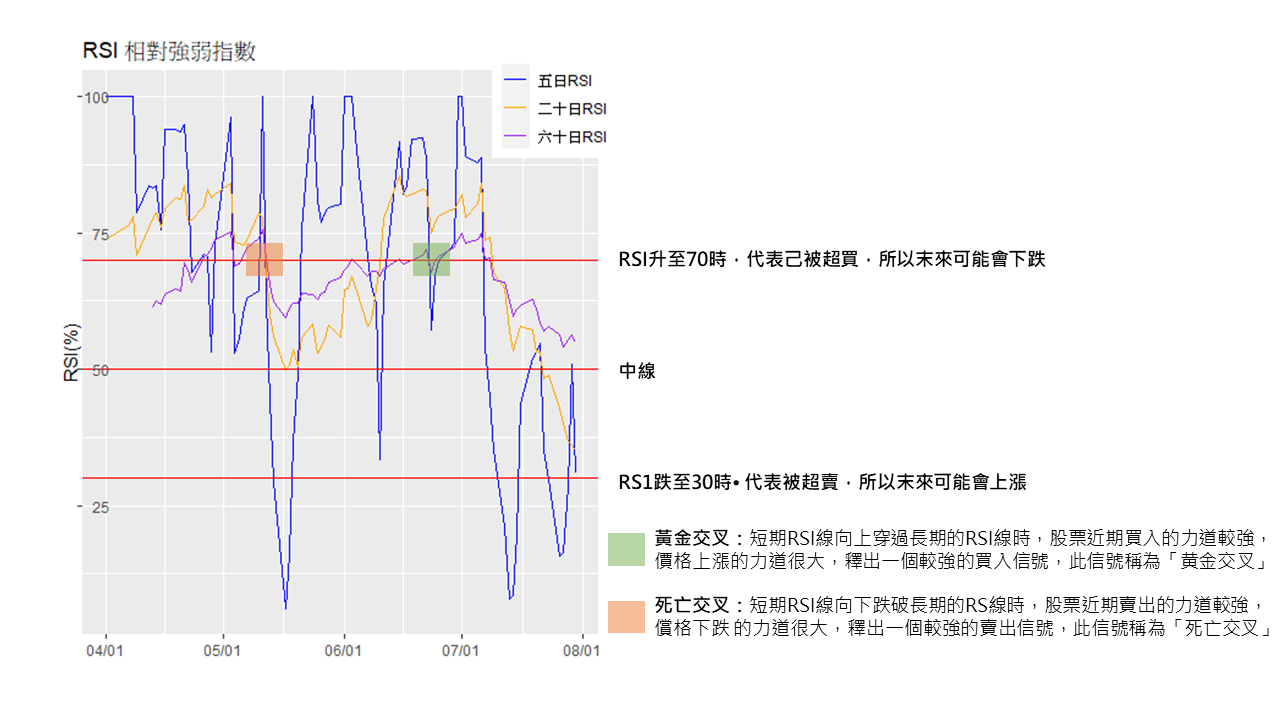 RSI 相對強弱指數
五日RSI
二十日RSI
六十日RSI
100
75
50
25
RSI(%)
04/01
05/01
06/01
07/01
08/01
RSI升至70時，代表己被超買，所以末來可能會下跌
中線
RS1跌至30時•代表被超賣，所以末來可能會上漲
黃金交叉：短期RSI線向上穿過長期的RSI線時，股票近期買入的力道較強，
價格上漲的力道很大，釋出一個較強的買入信號，此信號稱為「黄金交叉」
死亡交叉：短期RSI線向下跌破長期的RS線時，股票近期賣出的力道較強，
價格下跌的力道很大，釋出一個較強的賣出信號，此信號稱為「死亡交叉」